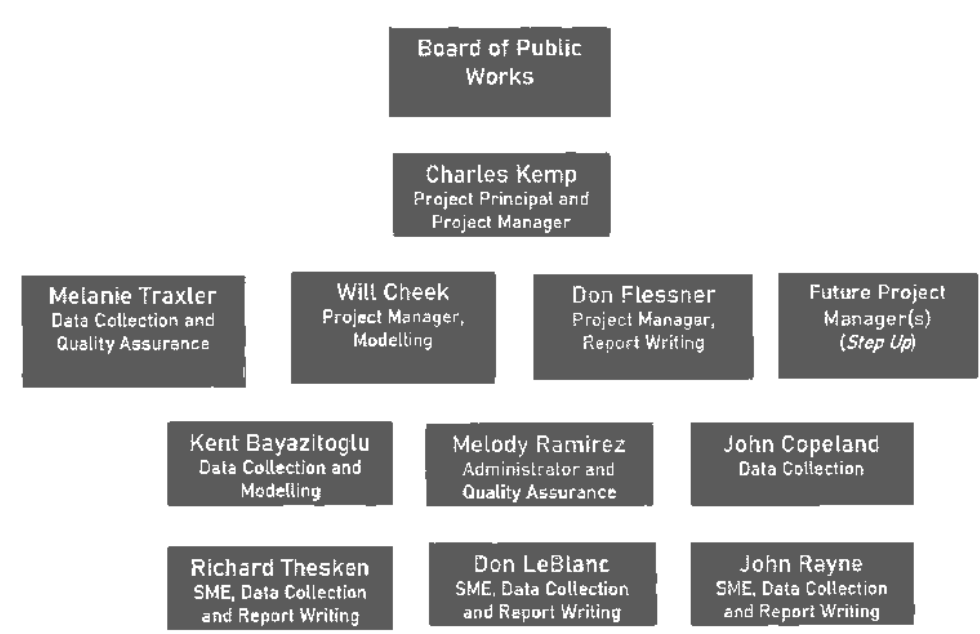 Board of Public
Works
Charles Kemp
Project Principal and
Project Manager
Melanie Traxler
Data Collection and
Quality Assurance
Will Cheek
Project Manager,
Modelling
Don Flessner
Project Manager,
Report Writing
Future Project
Manager(s)
(Step Up)
Kent Bayazitoglu
Data Collection and
Modelling
Melody Ramirez
Administrator and
Quality Assurance
John Copeland
Data Collection
Richard Thesken
SME, Data Collection
and Report Writing
Don LeBlanc
SME, Data Collection
and Report Writing
John Rayne
SME, Data Collection
and Report Writing